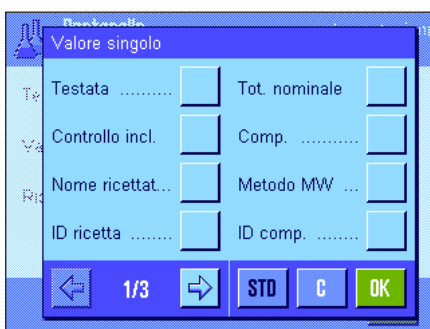 Valore singolo
Testata ..........
Tot. nominale
Controllo incl.
Comp. ...........
Nome ricettat...
Metodo MW ...
ID ricetta ........
ID comp. .......
1/3
STD
C
OK